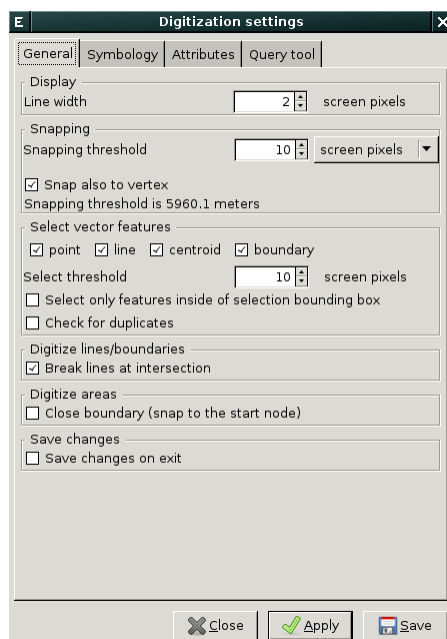 E Digitization settings X
General Symbology Attributes Query tool
Display
Line width 2 screen pixels
Snapping
Snapping threshold 10 screen pixels
Snap also to vertex
Snapping threshold is 5960.1 meters
Select vector features
point line centroid boundary
Select threshold 10 screen pixels
Select only features inside of selection bounding box
Check for duplicates
Digitize lines/boundaries
Break lines at intersection
Digitize areas
Close boundary (snap to the start node)
Save changes
Save changes on exit
Close Apply Save